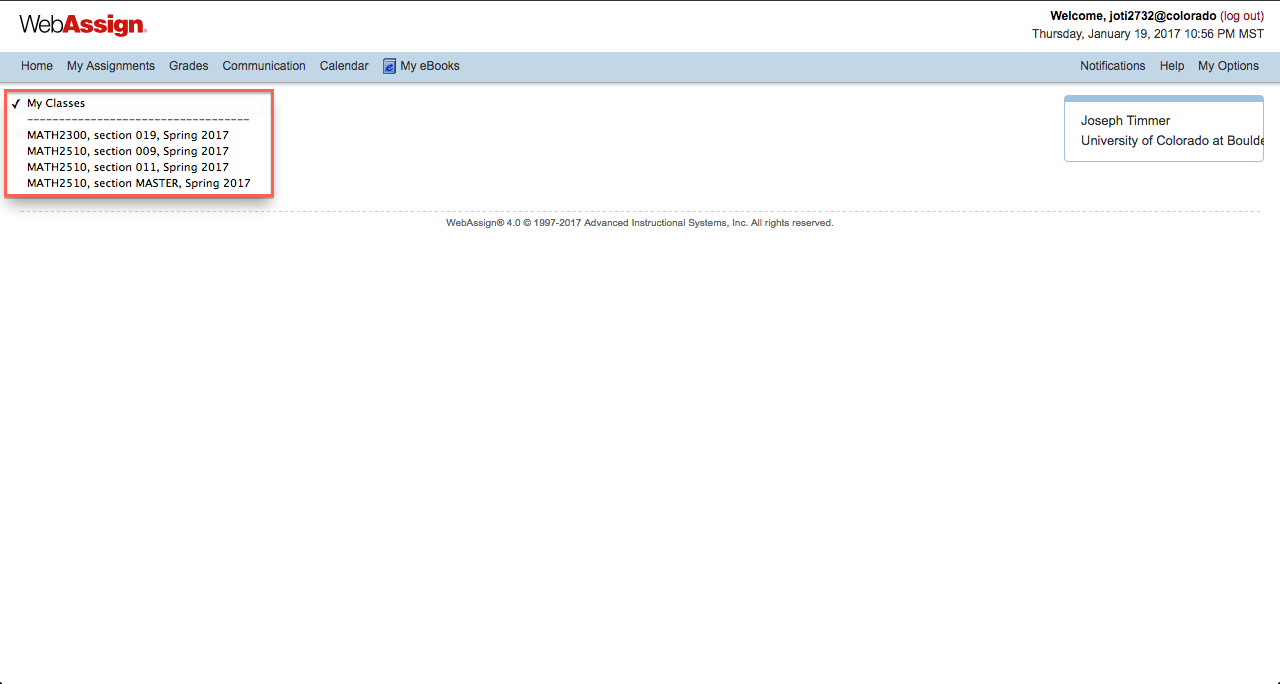 WebAssign.
Welcome, joti2732@colorado (log out)
Thursday, January 19, 2017 10:56 PM MST
Home My Assignments Grades Communication Calendar My eBooks Notifications Help My Options
✓ My Classes
-----------------------------------
MATH2300, section 019, Spring 2017
MATH2510, section 009, Spring 2017
MATH2510, section 011, Spring 2017
MATH2510, section MASTER, Spring 2017
Joseph Timmer
University of Colorado at Boulde
WebAssign® 4.0 © 1997-2017 Advanced Instructional Systems, Inc. All rights reserved.